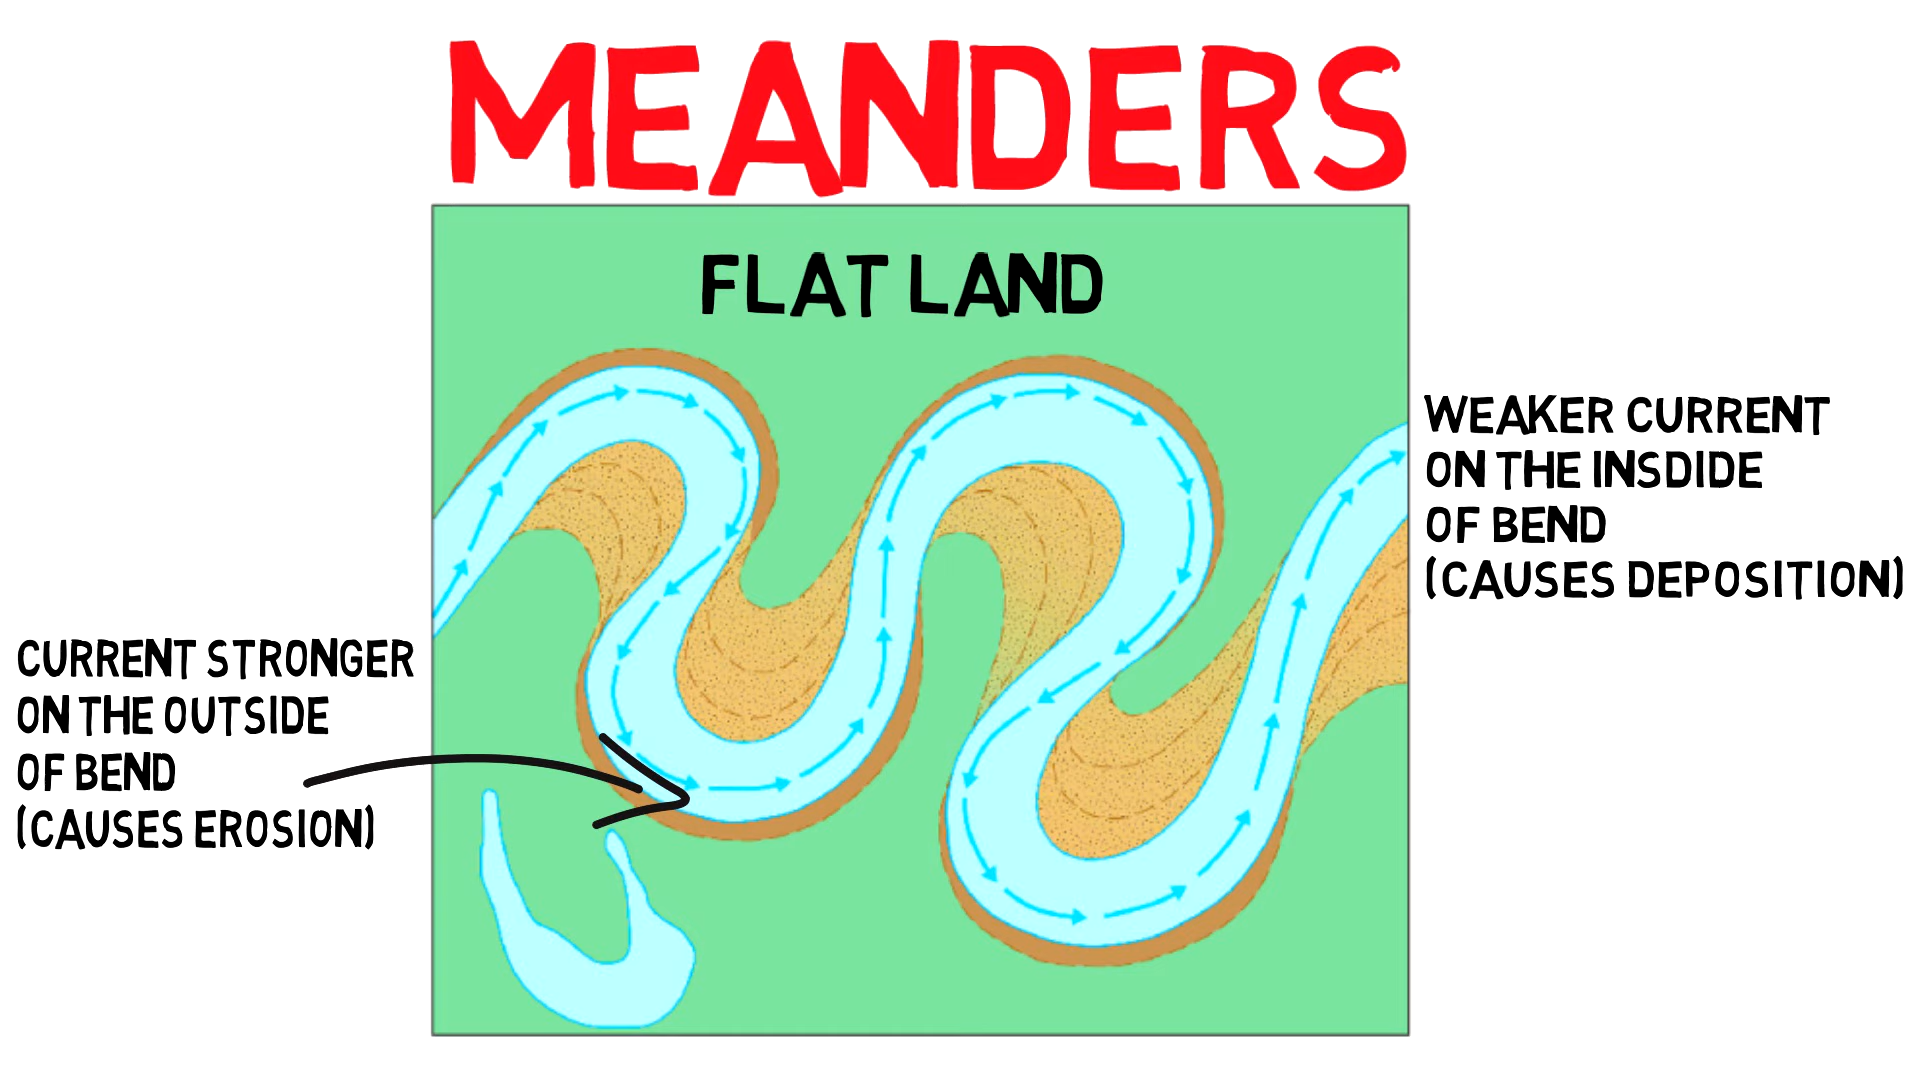 MEANDERS
FLAT LAND
WEAKER CURRENT
ON THE INSDIDE
OF BEND
(CAUSES DEPOSITION)
CURRENT STRONGER
ON THE OUTSIDE
OF BEND
(CAUSES EROSION)